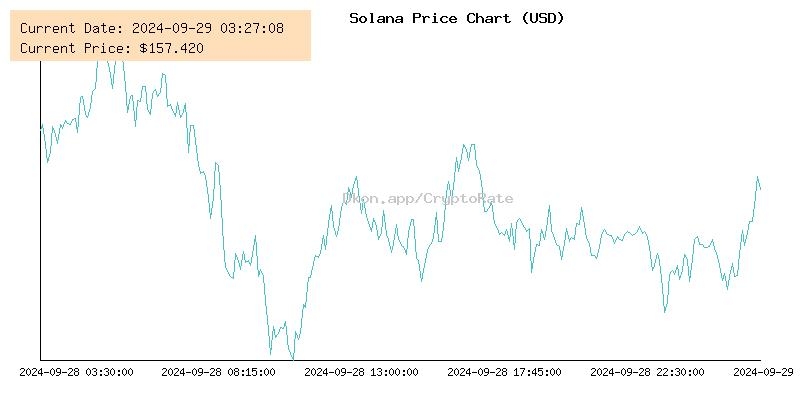 Solana Price Chart (USD)
Current Date: 2024-09-29 03:27:08
Current Price: $157.420
Dkon.app/CryptoRate
2024-09-28 03:30:00 2024-09-28 08:15:00 2024-09-28 13:00:00 2024-09-28 17:45:00 2024-09-28 22:30:00 2024-09-29